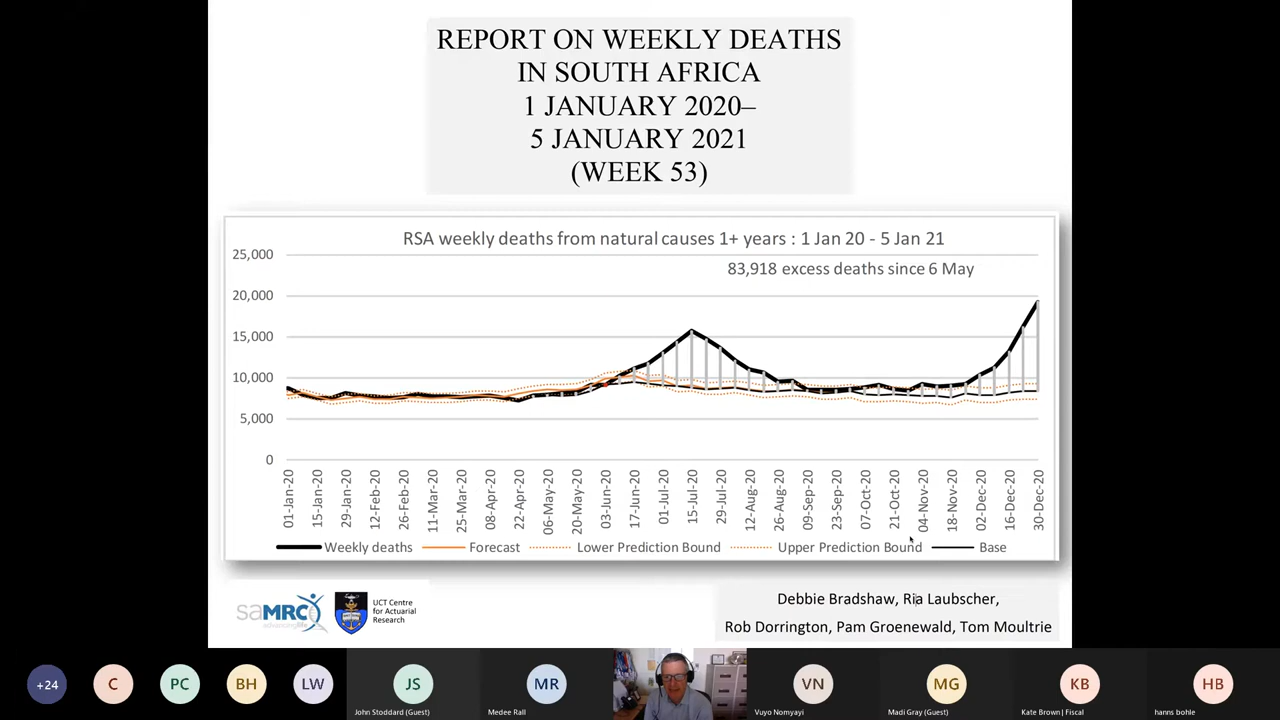 REPORT ON WEEKLY DEATHS
IN SOUTH AFRICA
1 JANUARY 2020–
5 JANUARY 2021
(WEEK 53)
RSA weekly deaths from natural causes 1+ years : 1 Jan 20 - 5 Jan 21
83,918 excess deaths since 6 May
25,000
20,000
15,000
10,000
5,000
0
01-Jan-20
15-Jan-20
29-Jan-20
12-Feb-20
26-Feb-20
11-Mar-20
25-Mar-20
08-Apr-20
22-Apr-20
06-May-20
20-May-20
03-Jun-20
17-Jun-20
01-Jul-20
15-Jul-20
29-Jul-20
12-Aug-20
26-Aug-20
09-Sep-20
23-Sep-20
07-Oct-20
21-Oct-20
04-Nov-20
18-Nov-20
02-Dec-20
16-Dec-20
30-Dec-20
Weekly deaths Forecast Lower Prediction Bound Upper Prediction Bound Base
saMRC
UCT Centre
for Actuarial
Research
Debbie Bradshaw, Ria Laubscher,
Rob Dorrington, Pam Groenewald, Tom Moultrie
+24 C PC BH LW JS MR VN MG KB HB
John Stoddard (Guest) Medee Rall Vuyo Nomyayi Madi Gray (Guest) Kate Brown | Fiscal hanns bohle